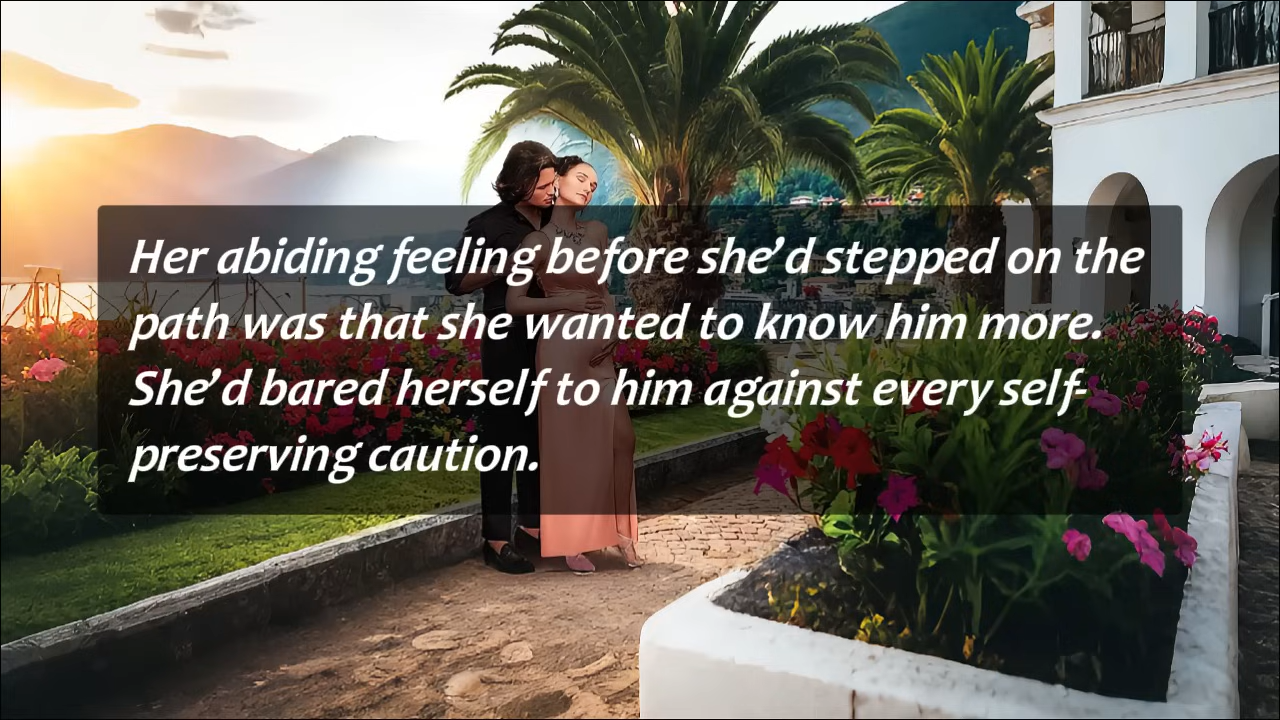 Her abiding feeling before she’d stepped on the
path was that she wanted to know him more.
She’d bared herself to him against every self-
preserving caution.